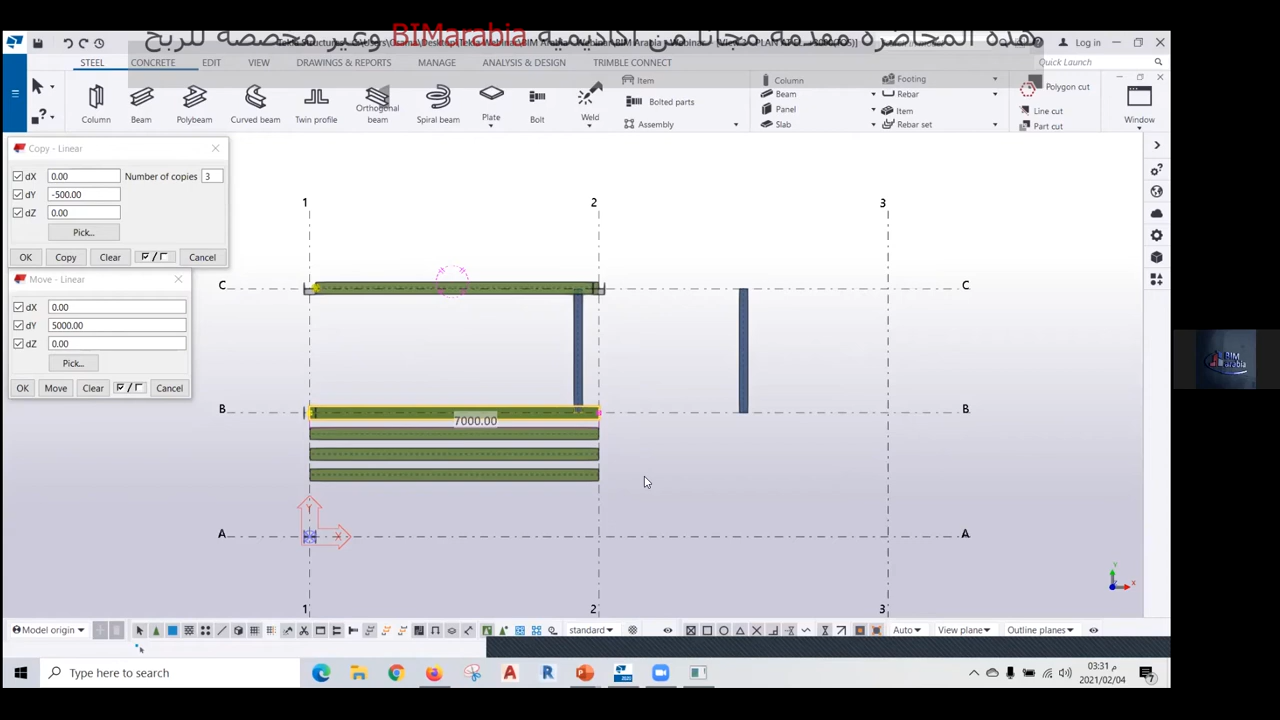 هذه المحاضرة مقدمة مجانا من اكاديمية BIMarabia وغير مخصصة للربح
Log in
STEEL CONCRETE EDIT VIEW DRAWINGS & REPORTS MANAGE ANALYSIS & DESIGN TRIMBLE CONNECT Quick Launch
Column Beam Polybeam Curved beam Twin profile Orthogonal beam Spiral beam Plate Bolt Weld
Item
Bolted parts
Assembly
Column
Beam
Panel
Slab
Footing
Rebar
Item
Rebar set
Polygon cut
Line cut
Part cut
Window
Copy - Linear
dX 0.00 Number of copies 3
dY -500.00
dZ 0.00
Pick...
OK Copy Clear Cancel
Move - Linear
dX 0.00
dY 5000.00
dZ 0.00
Pick...
OK Move Clear Cancel
1 2 3
C C
B B
7000.00
A A
Y
X
1 2 3
Model origin standard Auto View plane Outline planes
Type here to search
03:31 م
2021/02/04
7
BIM
arabia